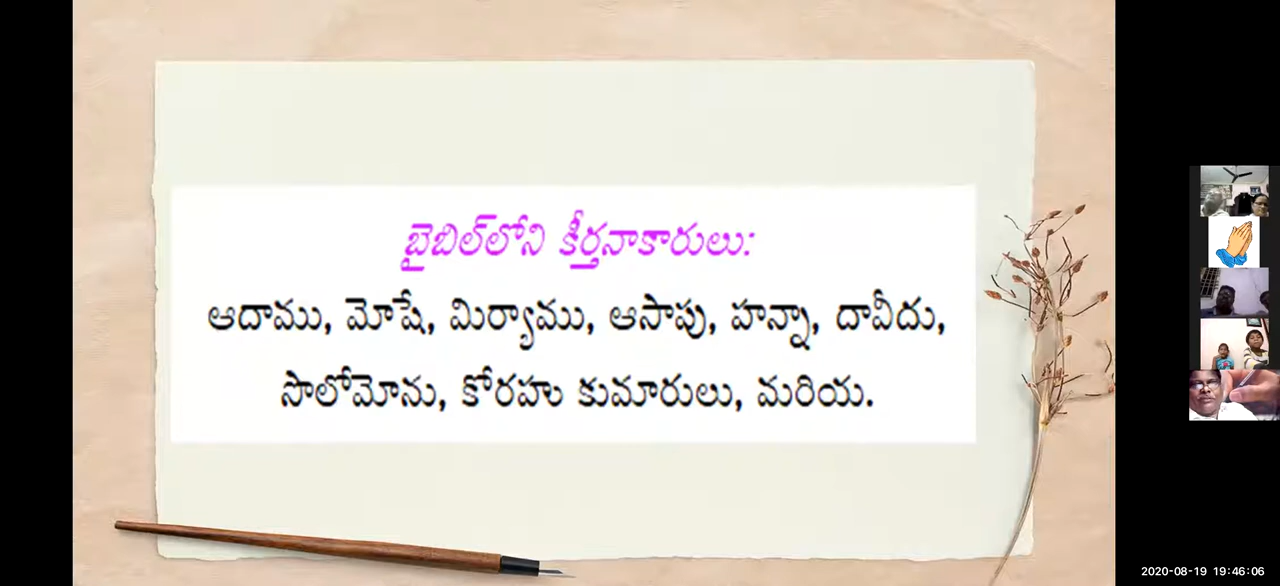 బైబిల్‌లోని కీర్తనాకారులు:
ఆదాము, మోషే, మిర్యాము, ఆసాపు, హన్నా, దావీదు,
సొలోమోను, కోరహు కుమారులు, మరియ.
2020-08-19 19:46:06